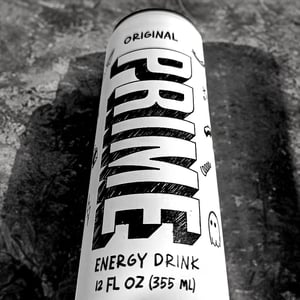 ORIGINAL
PRIME
ENERGY DRINK
12 FL OZ (355 ML)